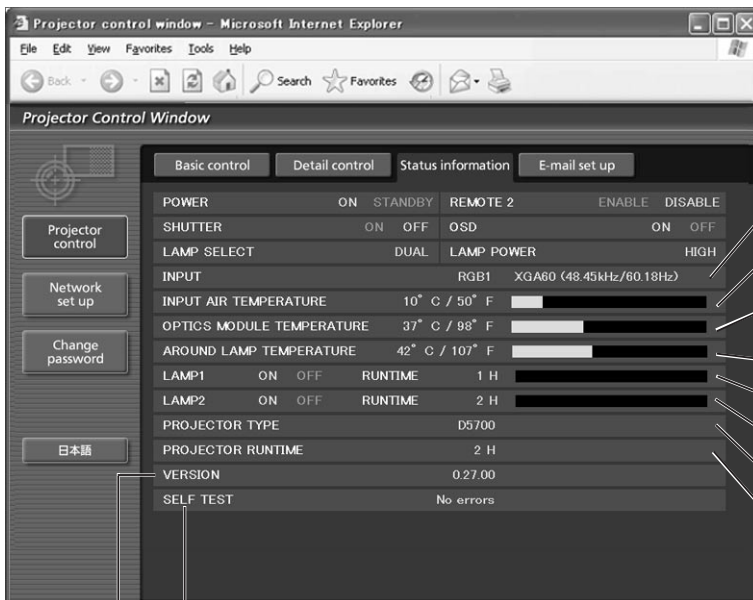 Projector control window - Microsoft Internet Explorer
File Edit View Favorites Tools Help
Back Search Favorites
Projector Control Window
Basic control Detail control Status information E-mail set up
Projector control
Network set up
Change password
日本語
POWER ON STANDBY REMOTE 2 ENABLE DISABLE
SHUTTER ON OFF OSD ON OFF
LAMP SELECT DUAL LAMP POWER HIGH
INPUT RGB1 XGA60 (48.45kHz/60.18Hz)
INPUT AIR TEMPERATURE 10° C / 50° F
OPTICS MODULE TEMPERATURE 37° C / 98° F
AROUND LAMP TEMPERATURE 42° C / 107° F
LAMP1 ON OFF RUNTIME 1 H
LAMP2 ON OFF RUNTIME 2 H
PROJECTOR TYPE D5700
PROJECTOR RUNTIME 2 H
VERSION 0.27.00
SELF TEST No errors